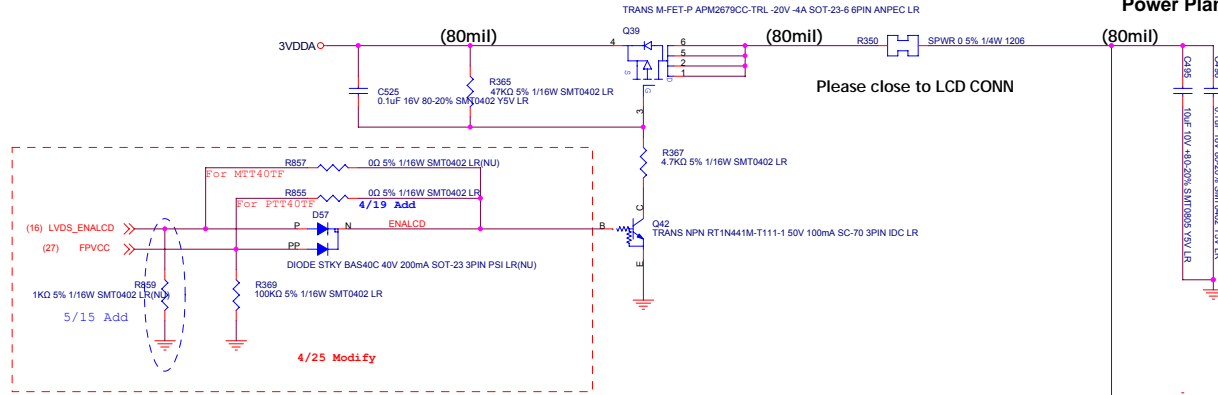 Power Plan
TRANS M-FET-P APM2679CC-TRL -20V -4A SOT-23-6 6PIN ANPEC LR
3VDDA
(80mil)
4
Q39
6
5
2
1
S
D
G
3
(80mil)
R350
SPWR 0 5% 1/4W 1206
(80mil)
Please close to LCD CONN
C525
0.1uF 16V 80-20% SMT0402 Y5V LR
R365
47KΩ 5% 1/16W SMT0402 LR
C495
10uF 10V +80-20% SMT0805 Y5V LR
R367
4.7KΩ 5% 1/16W SMT0402 LR
R857
0Ω 5% 1/16W SMT0402 LR(NU)
For MTT40TF
R855
0Ω 5% 1/16W SMT0402 LR
For PTT40TF
4/19 Add
(16) LVDS_ENALCD
D57
P
N
ENALCD
(27) FPVCC
PP
DIODE STKY BAS40C 40V 200mA SOT-23 3PIN PSI LR(NU)
B
C
E
Q42
TRANS NPN RT1N441M-T111-1 50V 100mA SC-70 3PIN IDC LR
R859
1KΩ 5% 1/16W SMT0402 LR(NU)
R369
100KΩ 5% 1/16W SMT0402 LR
5/15 Add
4/25 Modify